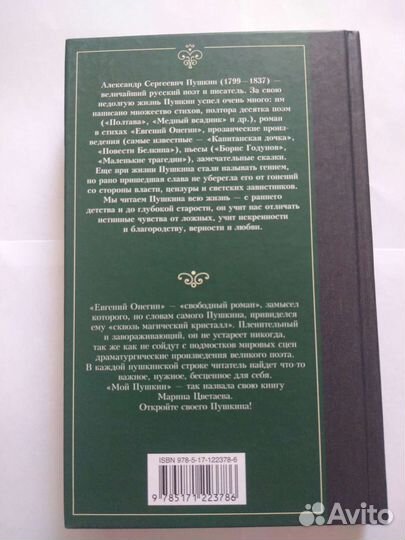 Александр Сергеевич Пушкин (1799–1837) —
величайший русский поэт и писатель. За свою
недолгую жизнь Пушкин успел очень много: им
написано множество стихов, полтора десятка поэм
(«Полтава», «Медный всадник» и др.), роман
в стихах «Евгений Онегин», прозаические произ-
ведения (самые известные – «Капитанская дочка»,
«Повести Белкина»), пьесы («Борис Годунов»,
«Маленькие трагедии»), замечательные сказки.
Еще при жизни Пушкина стали называть гением,
но рано пришедшая слава не уберегла его от гонений
со стороны власти, цензуры и светских завистников.
Мы читаем Пушкина всю жизнь – с раннего
детства и до глубокой старости, он учит нас отличать
истинные чувства от ложных, учит искренности
и благородству, верности и любви.
«Евгений Онегин» – «свободный роман», замысел
которого, по словам самого Пушкина, привиделся
ему «сквозь магический кристалл». Пленительный
и завораживающий, он не устареет никогда,
так же как не сойдут с подмостков мировых сцен
драматургические произведения великого поэта.
В каждой пушкинской строке читатель найдет что-то
важное, нужное, бесценное для себя.
«Мой Пушкин» – так назвала свою книгу
Марина Цветаева.
Откройте своего Пушкина!
ISBN 978-5-17-122378-6
9 785171 223786
Avito